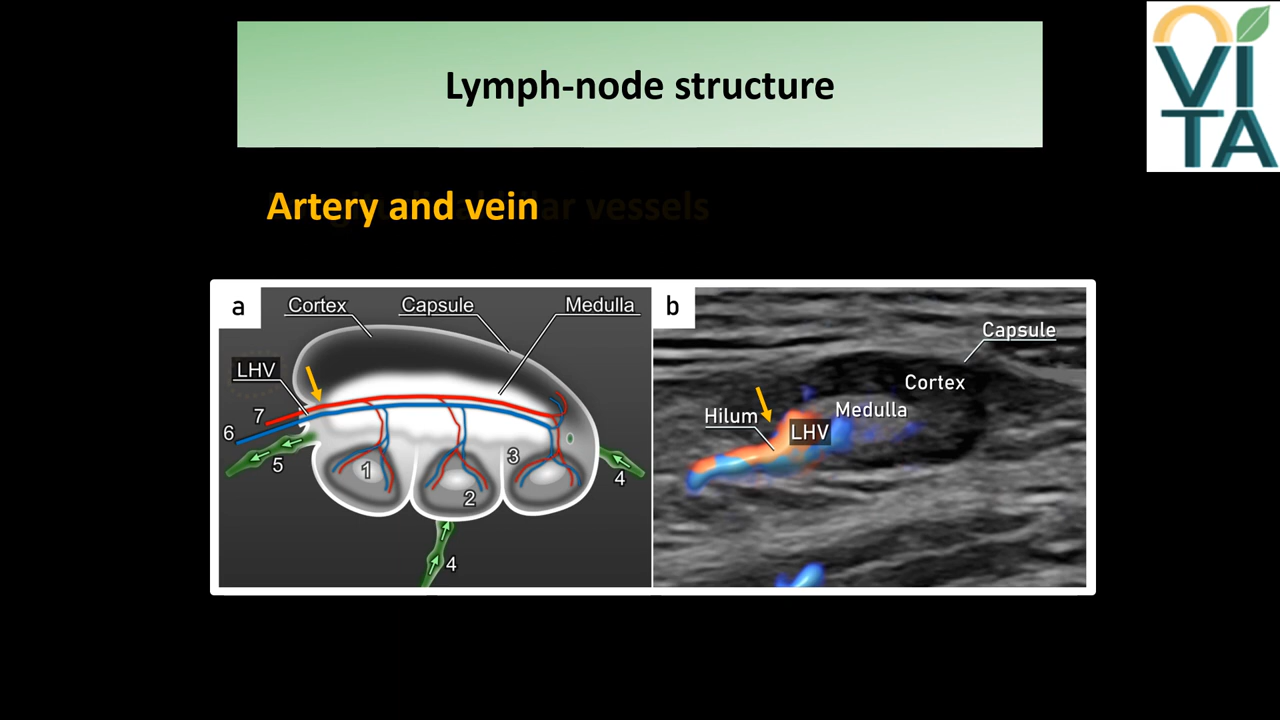 VI
TA
Lymph-node structure
Artery and vein
a
Cortex
Capsule
Medulla
LHV
7
6
5
1
2
3
4
4
b
Capsule
Cortex
Medulla
Hilum
LHV